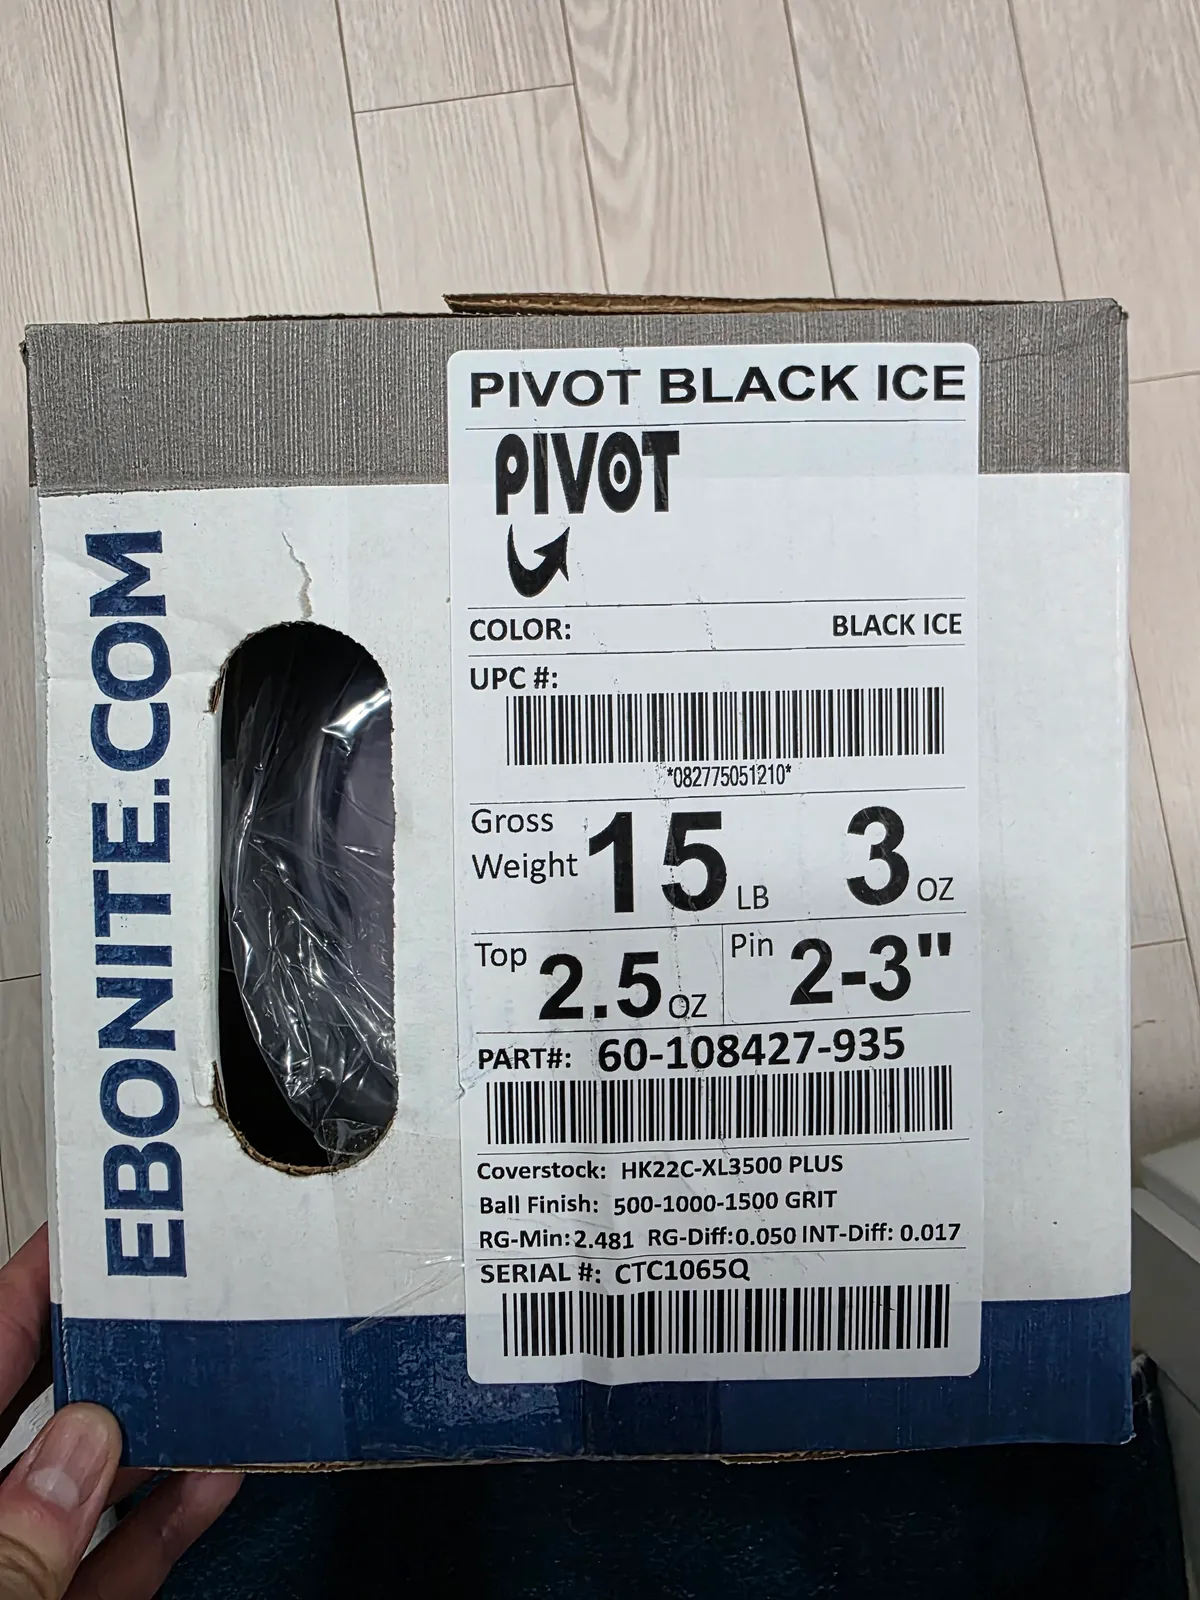 EBONITE.COM
PIVOT BLACK ICE
PIVOT
COLOR: BLACK ICE
UPC #:
*082775051210*
Gross Weight 15 LB 3 OZ
Top 2.5 OZ Pin 2-3"
PART#: 60-108427-935
Coverstock: HK22C-XL3500 PLUS
Ball Finish: 500-1000-1500 GRIT
RG-Min: 2.481 RG-Diff: 0.050 INT-Diff: 0.017
SERIAL #: CTC1065Q